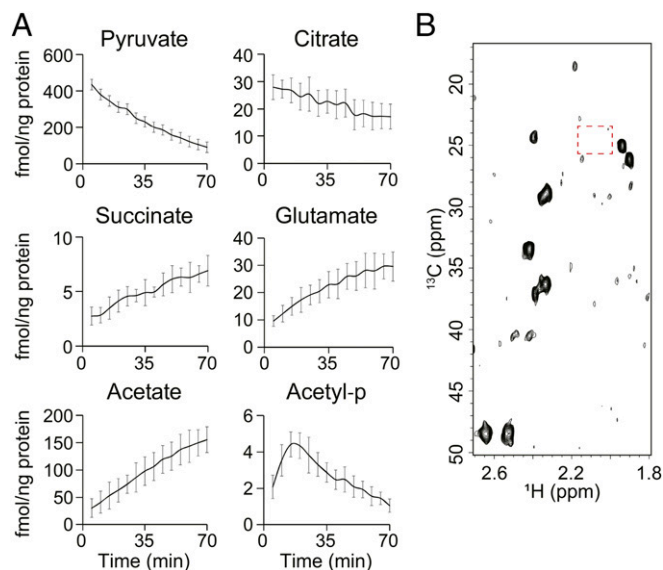 A
B
Pyruvate
Citrate
fmol/ng protein
600
400
200
0
0 35 70
40
30
20
10
0
0 35 70
Succinate
Glutamate
fmol/ng protein
10
5
0
0 35 70
40
30
20
10
0
0 35 70
Acetate
Acetyl-p
fmol/ng protein
200
150
100
50
0
0 35 70
Time (min)
6
4
2
0
0 35 70
Time (min)
20
25
30
35
40
45
50
13C (ppm)
2.6 2.2 1.8
1H (ppm)